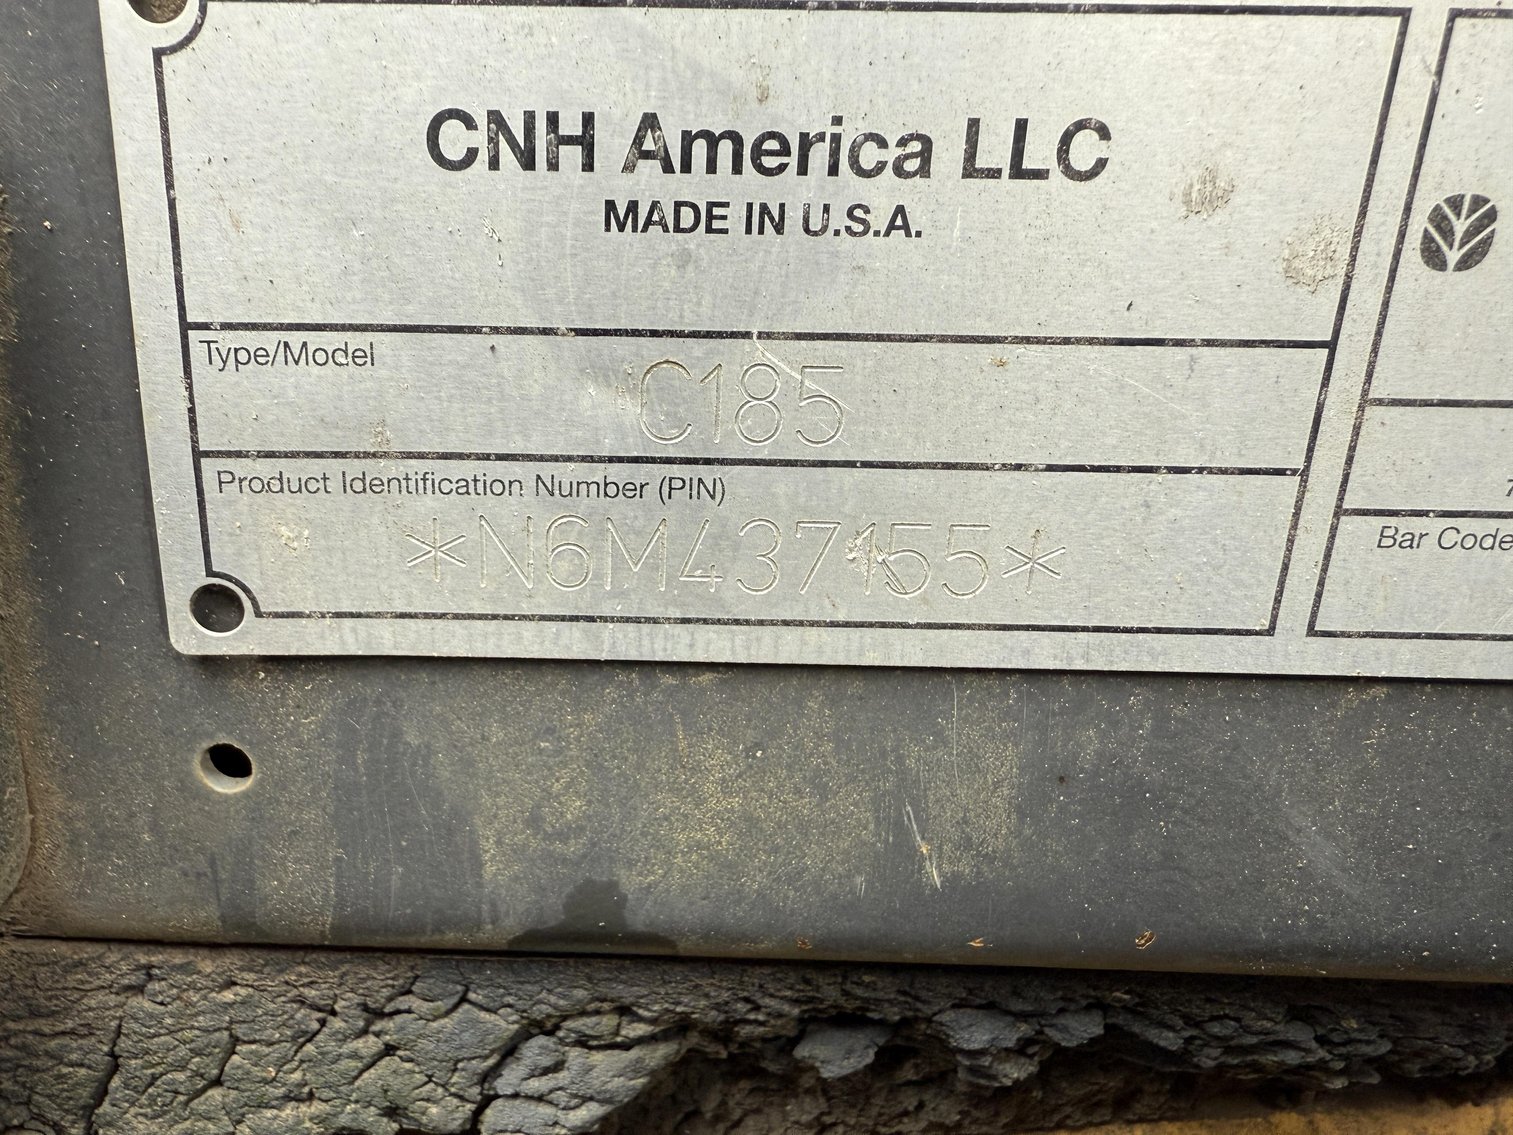 CNH America LLC
MADE IN U.S.A.
Type/Model
C185
Product Identification Number (PIN)
*N6M437155*
Bar Code